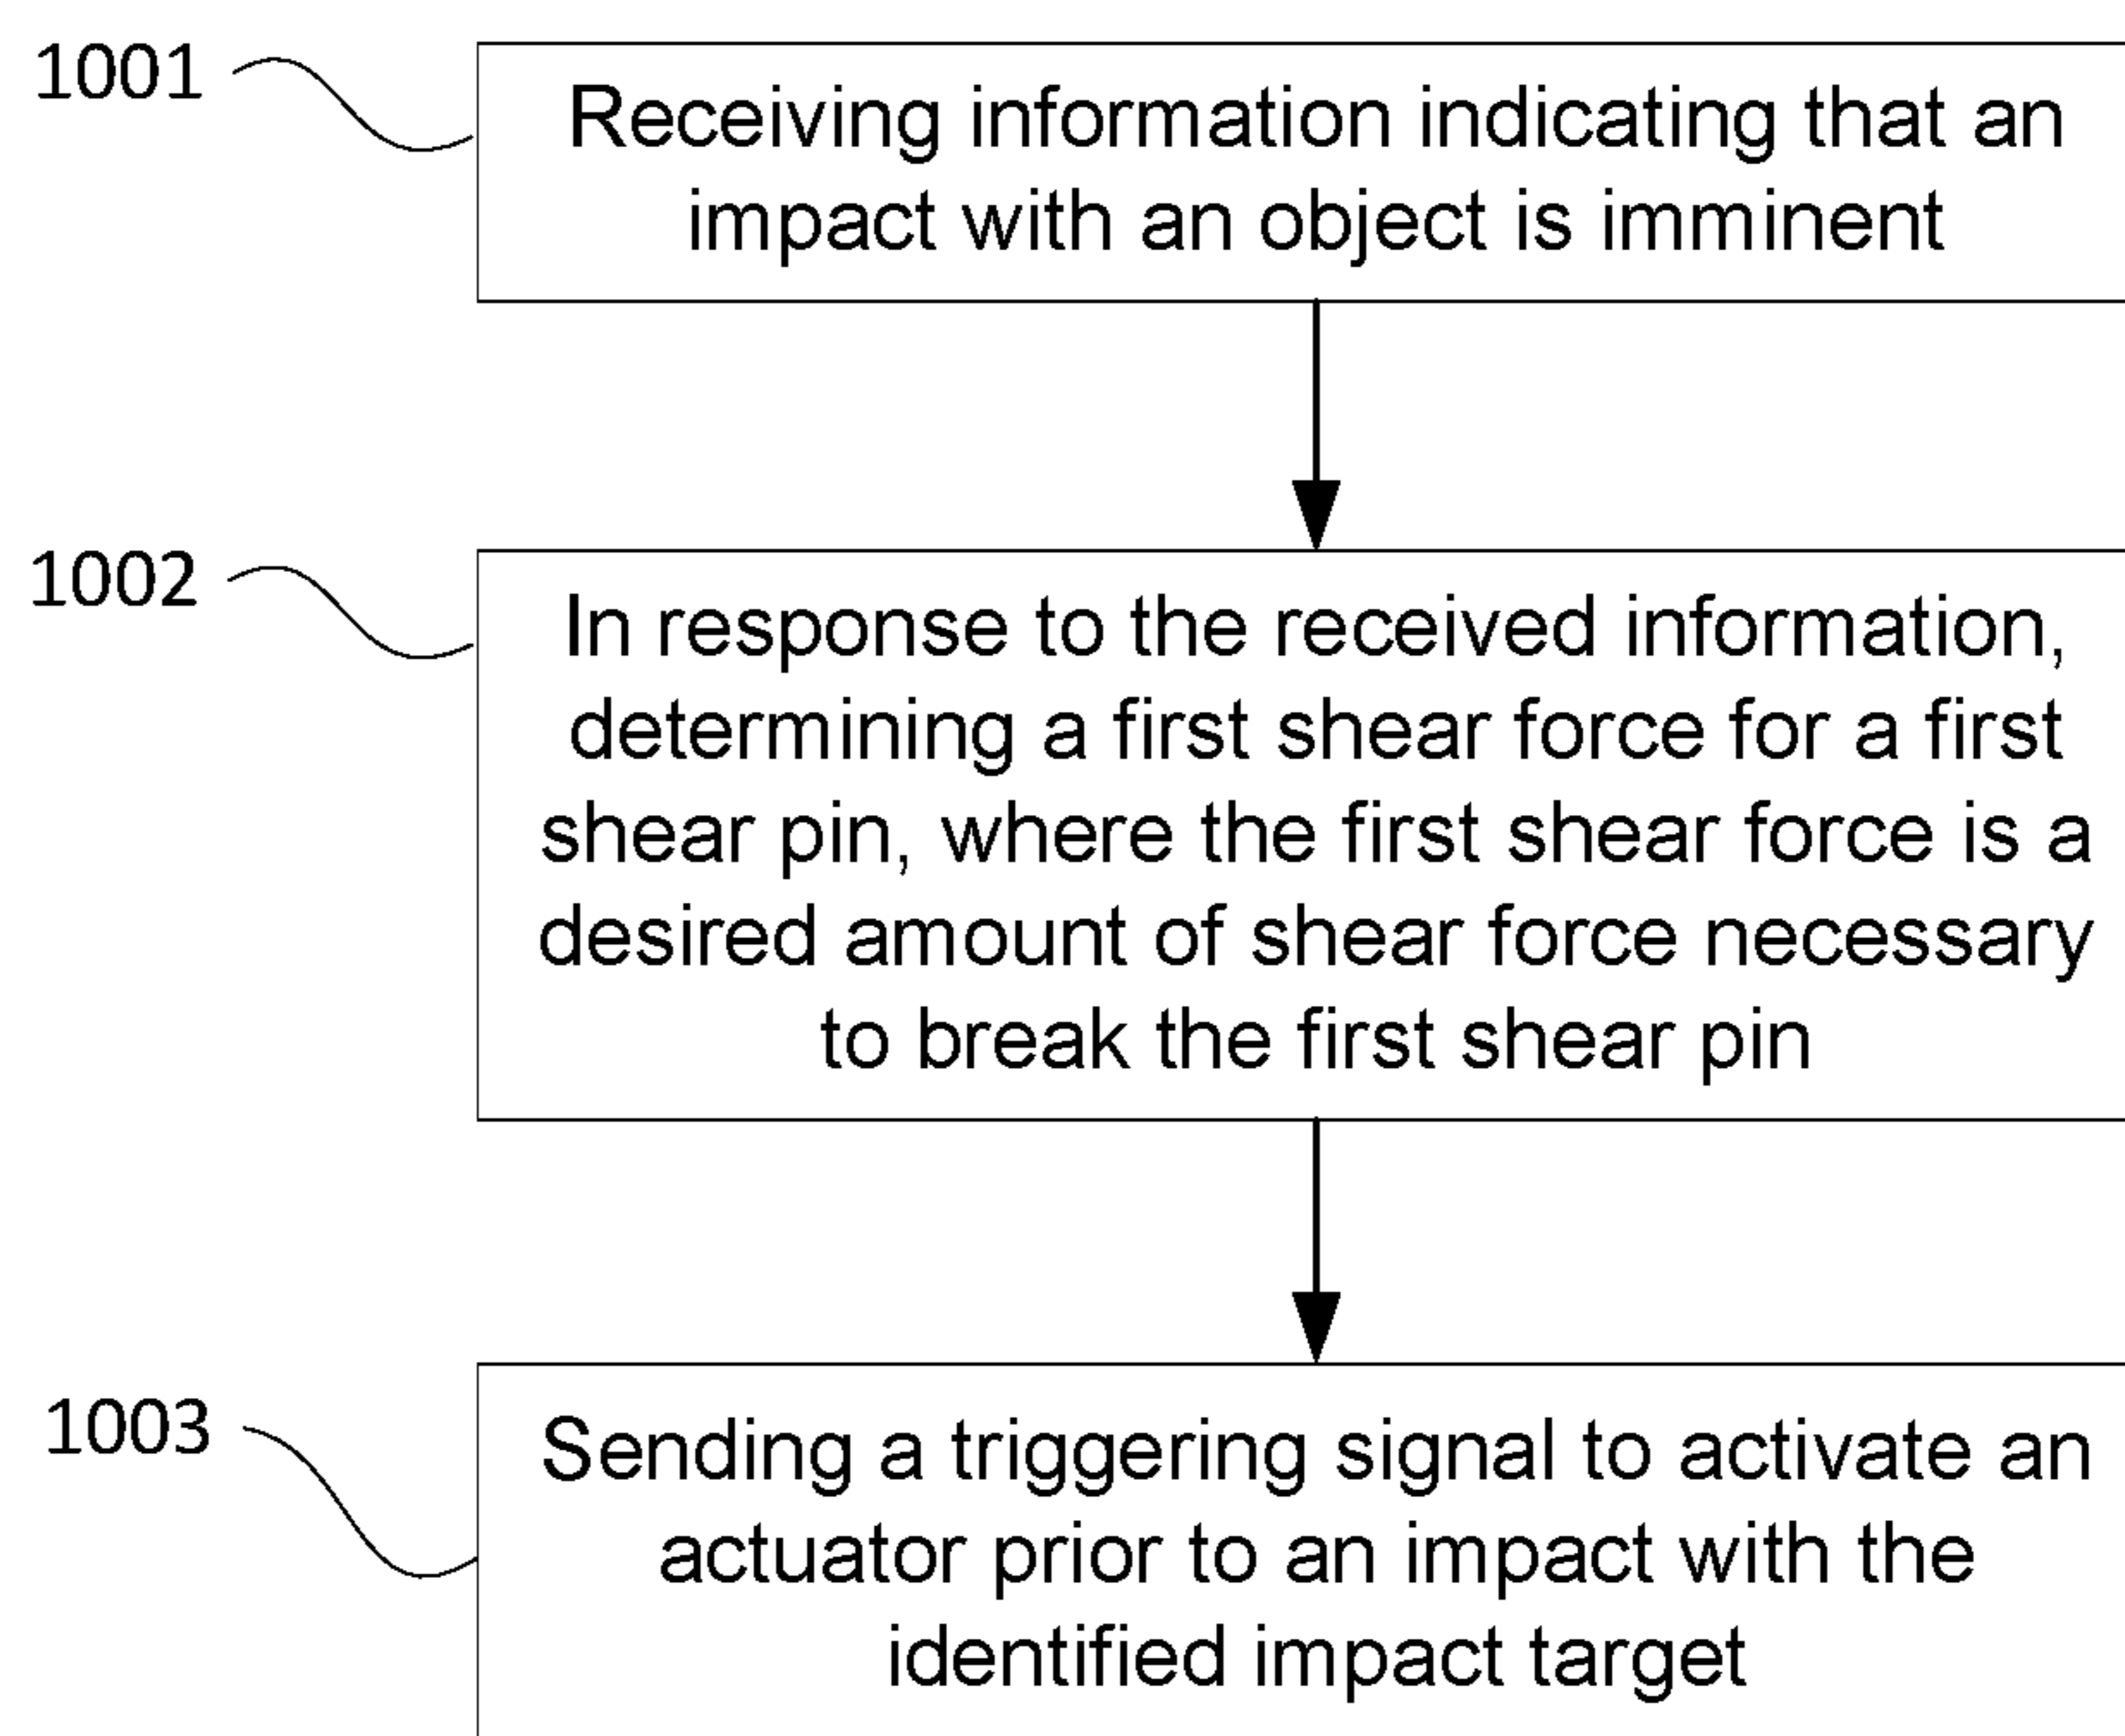 1001
Receiving information indicating that an
impact with an object is imminent
1002
In response to the received information,
determining a first shear force for a first
shear pin, where the first shear force is a
desired amount of shear force necessary
to break the first shear pin
1003
Sending a triggering signal to activate an
actuator prior to an impact with the
identified impact target